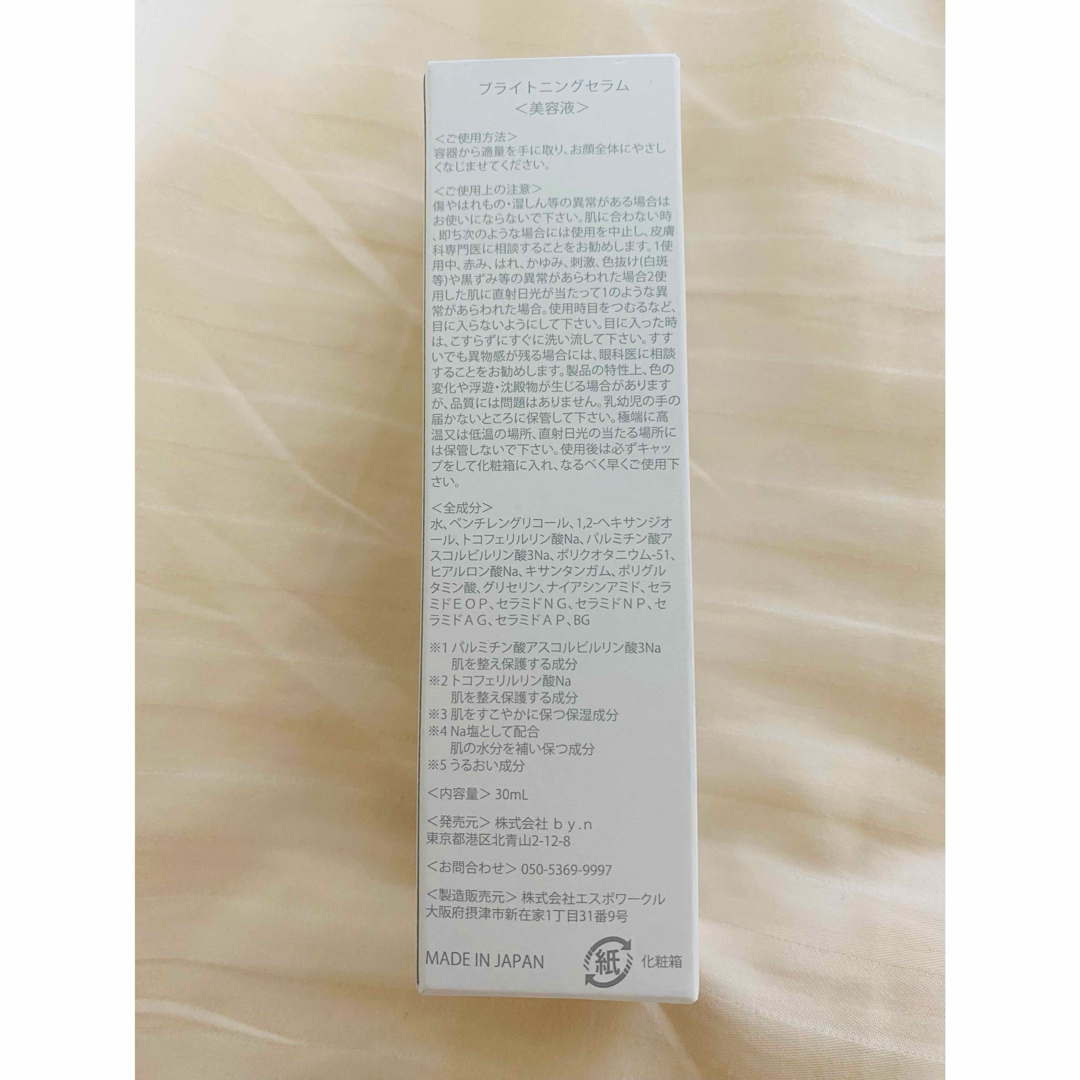 ブライトニングセラム
＜美容液＞
＜ご使用方法＞
容器から適量を手に取り、お顔全体にやさし
くなじませてください。
＜ご使用上の注意＞
傷やはれもの・湿しん等の異常がある場合は
お使いにならないで下さい。肌に合わない時
、即ち次のような場合には使用を中止し、皮膚
科専門医に相談することをお勧めします。1使
用中、赤み、はれ、かゆみ、刺激、色抜け(白斑
等)や黒ずみ等の異常があらわれた場合2使
用した肌に直射日光が当たって1のような異
常があらわれた場合。使用時目をつむるなど、
目に入らないようにして下さい。目に入った時
は、こすらずにすぐに洗い流して下さい。すす
いでも異物感が残る場合には、眼科医に相談
することをお勧めします。製品の特性上、色の
変化や浮遊・沈殿物が生じる場合があります
が、品質には問題はありません。乳幼児の手の
届かないところに保管して下さい。極端に高
温又は低温の場所、直射日光の当たる場所に
は保管しないで下さい。使用後は必ずキャッ
プをして化粧箱に入れ、なるべく早くご使用下
さい。
＜全成分＞
水、ペンチレングリコール、1,2-ヘキサンジオ
ール、トコフェリルリン酸Na、パルミチン酸ア
スコルビルリン酸3Na、ポリクオタニウム-51、
ヒアルロン酸Na、キサンタンガム、ポリグル
タミン酸、グリセリン、ナイアシンアミド、セラ
ミドＥＯＰ、セラミドＮＧ、セラミドＮＰ、セ
ラミドＡＧ、セラミドＡＰ、BG
※1 パルミチン酸アスコルビルリン酸3Na
肌を整え保護する成分
※2 トコフェリルリン酸Na
肌を整え保護する成分
※3 肌をすこやかに保つ保湿成分
※4 Na塩として配合
肌の水分を補い保つ成分
※5 うるおい成分
＜内容量＞ 30mL
＜発売元＞ 株式会社ｂｙ.ｎ
東京都港区北青山2-12-8
＜お問合わせ＞ 050-5369-9997
＜製造販売元＞ 株式会社エスポワークル
大阪府摂津市新在家1丁目31番9号
MADE IN JAPAN 紙 化粧箱